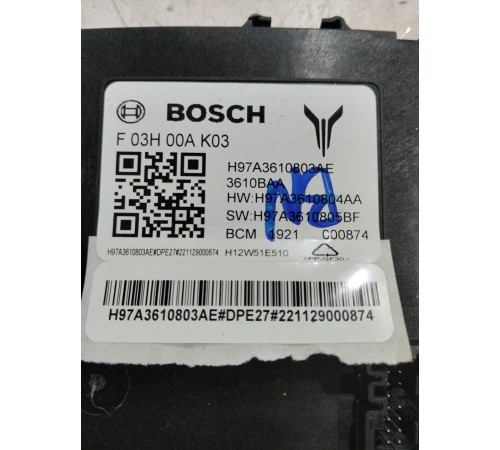 BOSCH
F 03H 00A K03
H97A3610803AE
3610BAA
HW:H97A3610804AA
SW:H97A3610805BF
BCM 1921 C00874
H97A3610803AE#DPE27#221129000874 H12W51E510
H97A3610803AE#DPE27#221129000874